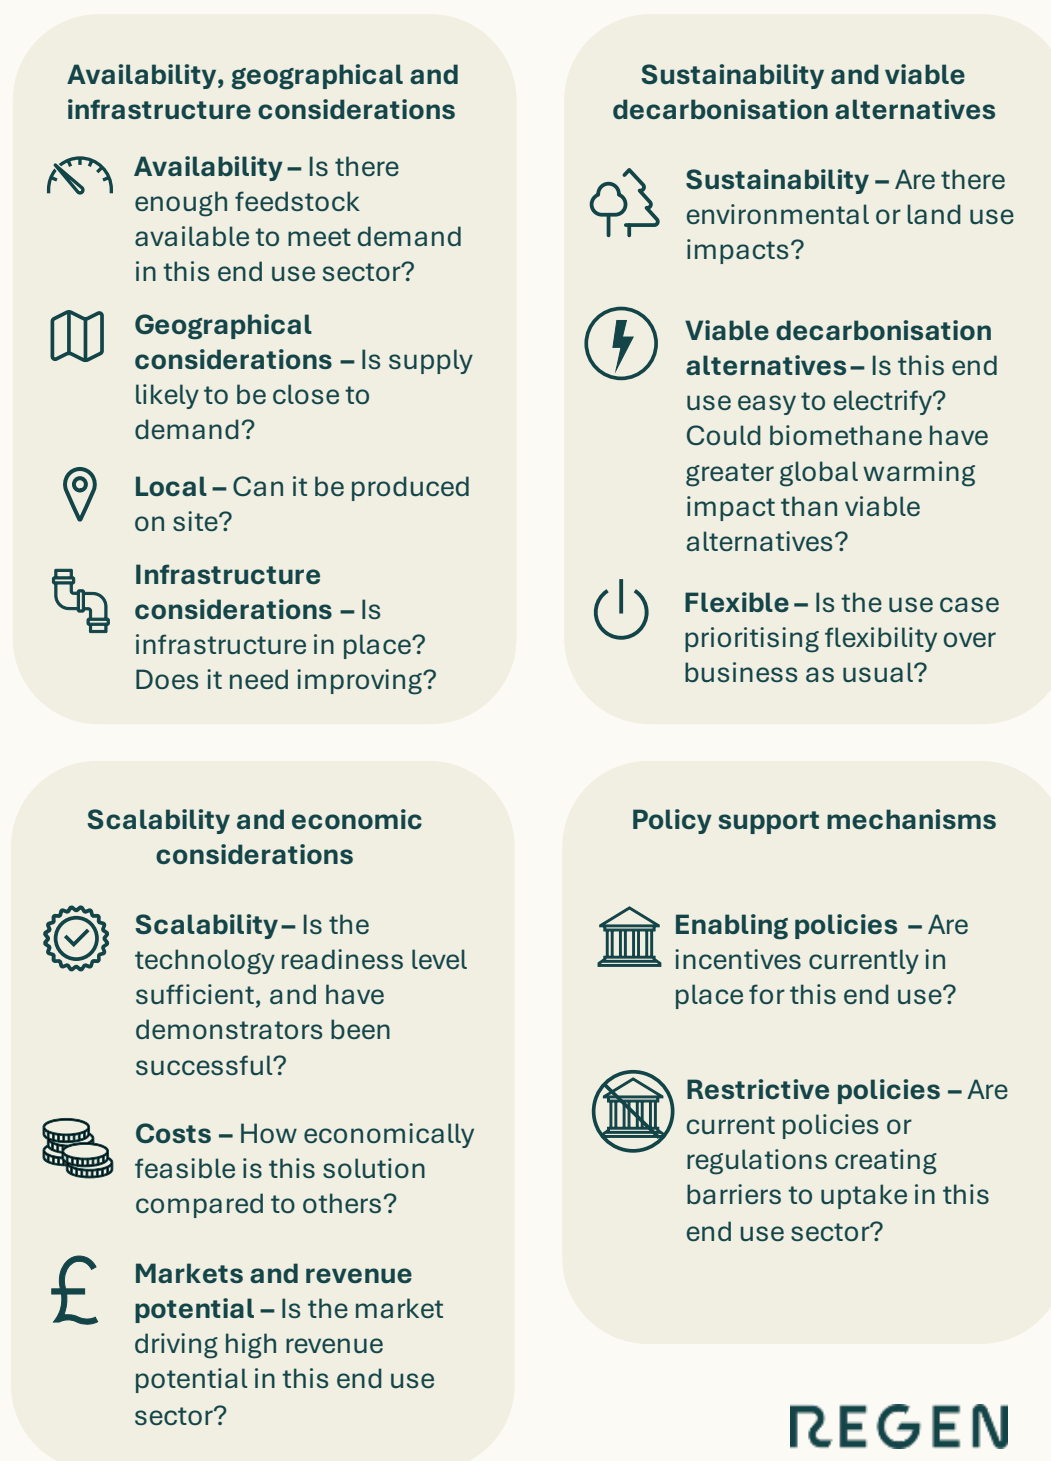 Availability, geographical and
infrastructure considerations
Availability – Is there
enough feedstock
available to meet demand
in this end use sector?
Geographical
considerations – Is supply
likely to be close to
demand?
Local – Can it be produced
on site?
Infrastructure
considerations – Is
infrastructure in place?
Does it need improving?
Sustainability and viable
decarbonisation alternatives
Sustainability – Are there
environmental or land use
impacts?
Viable decarbonisation
alternatives – Is this end
use easy to electrify?
Could biomethane have
greater global warming
impact than viable
alternatives?
Flexible – Is the use case
prioritising flexibility over
business as usual?
Scalability and economic
considerations
Scalability – Is the
technology readiness level
sufficient, and have
demonstrators been
successful?
Costs – How economically
feasible is this solution
compared to others?
£
Markets and revenue
potential – Is the market
driving high revenue
potential in this end use
sector?
Policy support mechanisms
Enabling policies – Are
incentives currently in
place for this end use?
Restrictive policies – Are
current policies or
regulations creating
barriers to uptake in this
end use sector?
REGEN